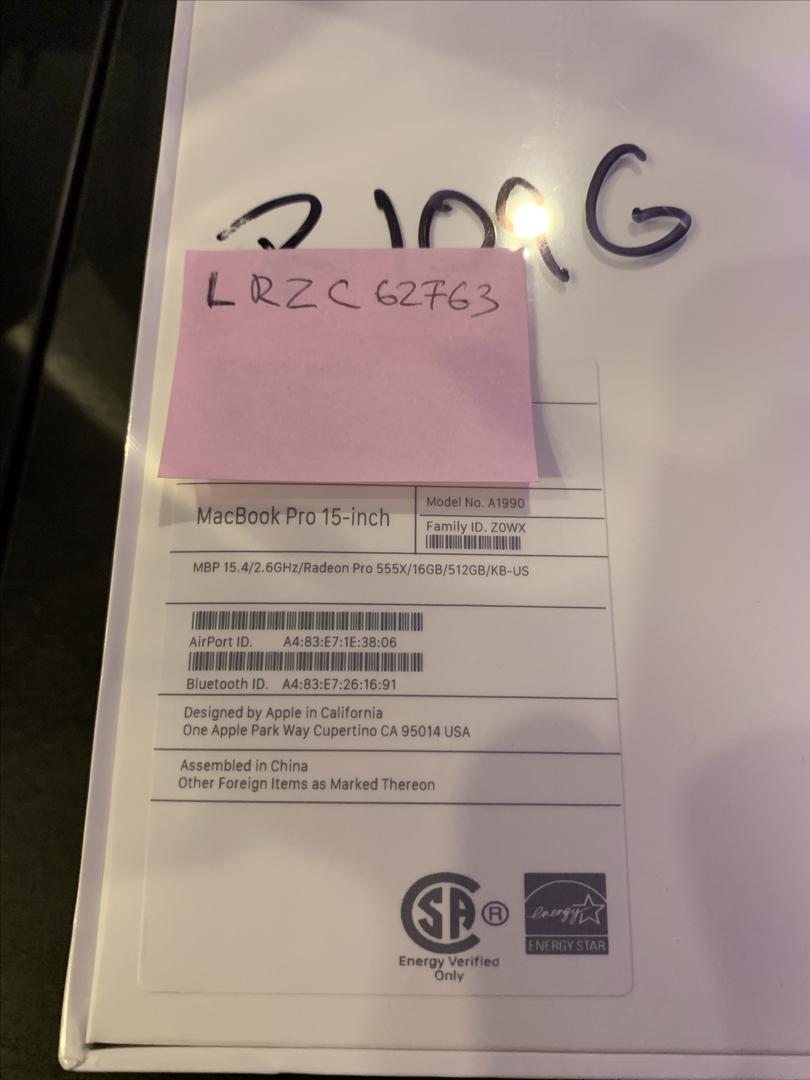 LRZC62763
MacBook Pro 15-inch
Model No. A1990
Family ID. Z0WX
MBP 15.4/2.6GHz/Radeon Pro 555X/16GB/512GB/KB-US
AirPort ID. A4:83:E7:1E:38:06
Bluetooth ID. A4:83:E7:26:16:91
Designed by Apple in California
One Apple Park Way Cupertino CA 95014 USA
Assembled in China
Other Foreign Items as Marked Thereon
SA ®
Energy Verified
Only
energy
ENERGY STAR